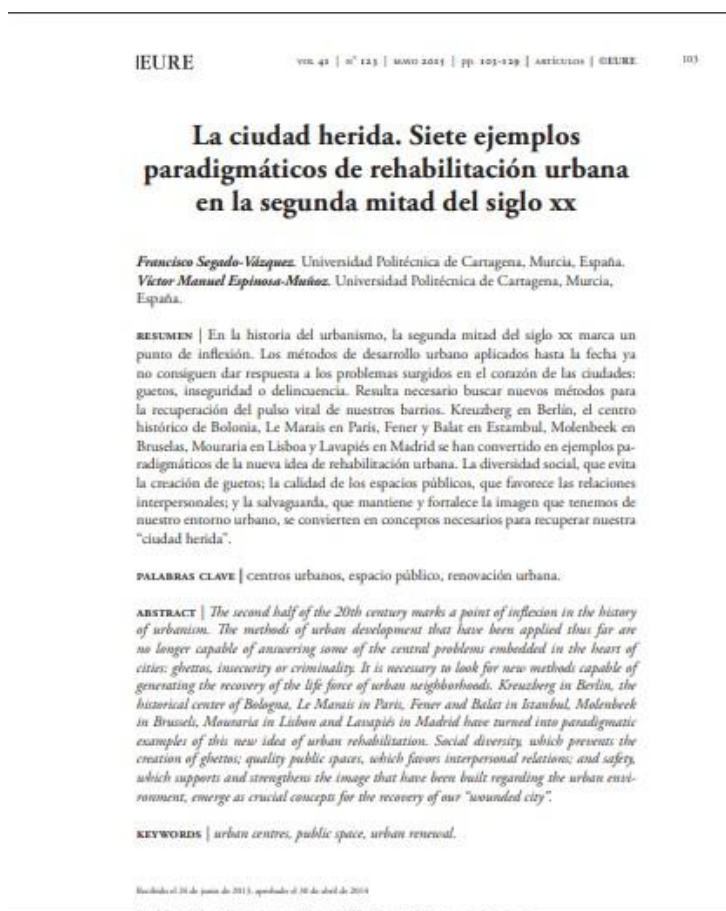 EURE
VOL 41 | Nº 123 | MAYO 2015 | pp. 103-129 | ARTÍCULOS | ©EURE
103
La ciudad herida. Siete ejemplos
paradigmáticos de rehabilitación urbana
en la segunda mitad del siglo xx
Francisco Segado-Vázquez. Universidad Politécnica de Cartagena, Murcia, España.
Víctor Manuel Espinosa-Muñoz. Universidad Politécnica de Cartagena, Murcia,
España.
RESUMEN | En la historia del urbanismo, la segunda mitad del siglo xx marca un
punto de inflexión. Los métodos de desarrollo urbano aplicados hasta la fecha ya
no consiguen dar respuesta a los problemas surgidos en el corazón de las ciudades:
guetos, inseguridad o delincuencia. Resulta necesario buscar nuevos métodos para
la recuperación del pulso vital de nuestros barrios. Kreuzberg en Berlín, el centro
histórico de Bolonia, Le Marais en París, Fener y Balat en Estambul, Molenbeek en
Bruselas, Mouraria en Lisboa y Lavapiés en Madrid se han convertido en ejemplos pa-
radigmáticos de la nueva idea de rehabilitación urbana. La diversidad social, que evita
la creación de guetos; la calidad de los espacios públicos, que favorece las relaciones
interpersonales; y la salvaguarda, que mantiene y fortalece la imagen que tenemos de
nuestro entorno urbano, se convierten en conceptos necesarios para recuperar nuestra
“ciudad herida”.
PALABRAS CLAVE | centros urbanos, espacio público, renovación urbana.
ABSTRACT | The second half of the 20th century marks a point of inflexion in the history
of urbanism. The methods of urban development that have been applied thus far are
no longer capable of answering some of the central problems embedded in the heart of
cities: ghettos, insecurity or criminality. It is necessary to look for new methods capable of
generating the recovery of the life force of urban neighborhoods. Kreuzberg in Berlin, the
historical center of Bologna, Le Marais in Paris, Fener and Balat in Istanbul, Molenbeek
in Brussels, Mouraria in Lisbon and Lavapiés in Madrid have turned into paradigmatic
examples of this new idea of urban rehabilitation. Social diversity, which prevents the
creation of ghettos; quality public spaces, which favors interpersonal relations; and safety,
which supports and strengthens the image that have been built regarding the urban envi-
ronment, emerge as crucial concepts for the recovery of our “wounded city”.
KEYWORDS | urban centres, public space, urban renewal.
Recibido el 24 de junio de 2013, aprobado el 30 de abril de 2014